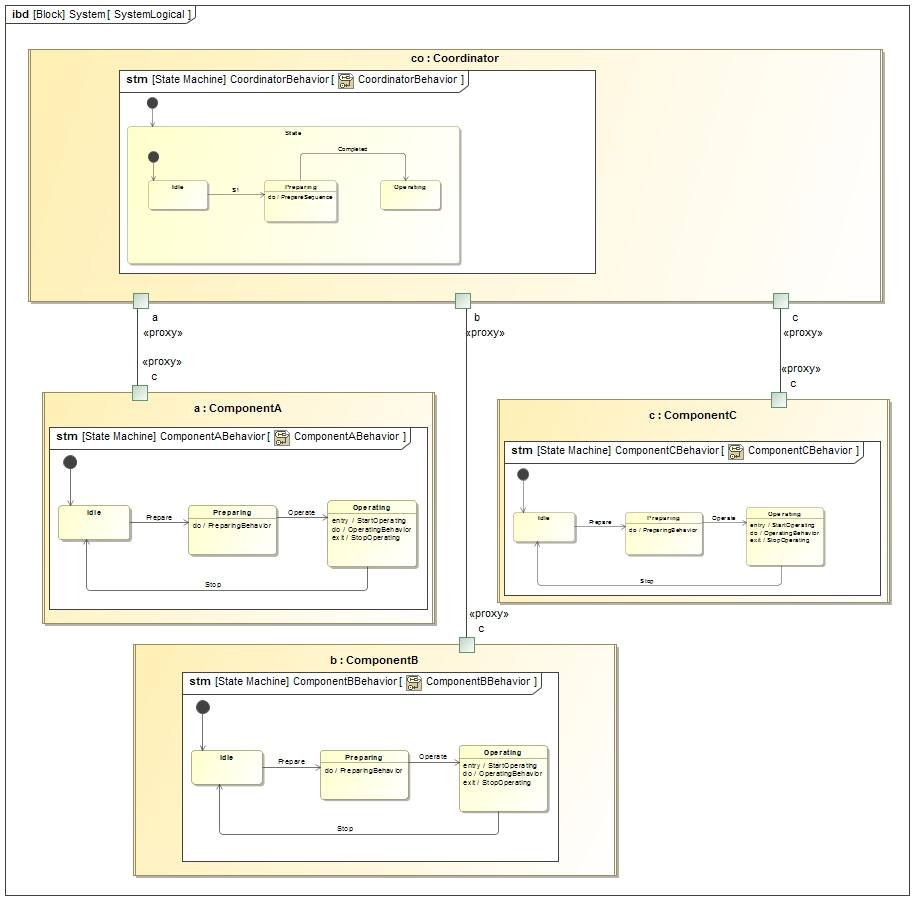 ibd [Block] System[ SystemLogical ]
co : Coordinator
stm [State Machine] CoordinatorBehavior[ CoordinatorBehavior ]
State
Completed
Idle
S1
Preparing
do / PrepareSequence
Operating
a
«proxy»
b
«proxy»
c
«proxy»
«proxy»
c
«proxy»
c
a : ComponentA
stm [State Machine] ComponentABehavior[ ComponentABehavior ]
Idle
Prepare
Preparing
do / PreparingBehavior
Operate
Operating
entry / StartOperating
do / OperatingBehavior
exit / StopOperating
Stop
c : ComponentC
stm [State Machine] ComponentCBehavior[ ComponentCBehavior ]
Idle
Prepare
Preparing
do / PreparingBehavior
Operate
Operating
entry / StartOperating
do / OperatingBehavior
exit / StopOperating
Stop
«proxy»
c
b : ComponentB
stm [State Machine] ComponentBBehavior[ ComponentBBehavior ]
Idle
Prepare
Preparing
do / PreparingBehavior
Operate
Operating
entry / StartOperating
do / OperatingBehavior
exit / StopOperating
Stop